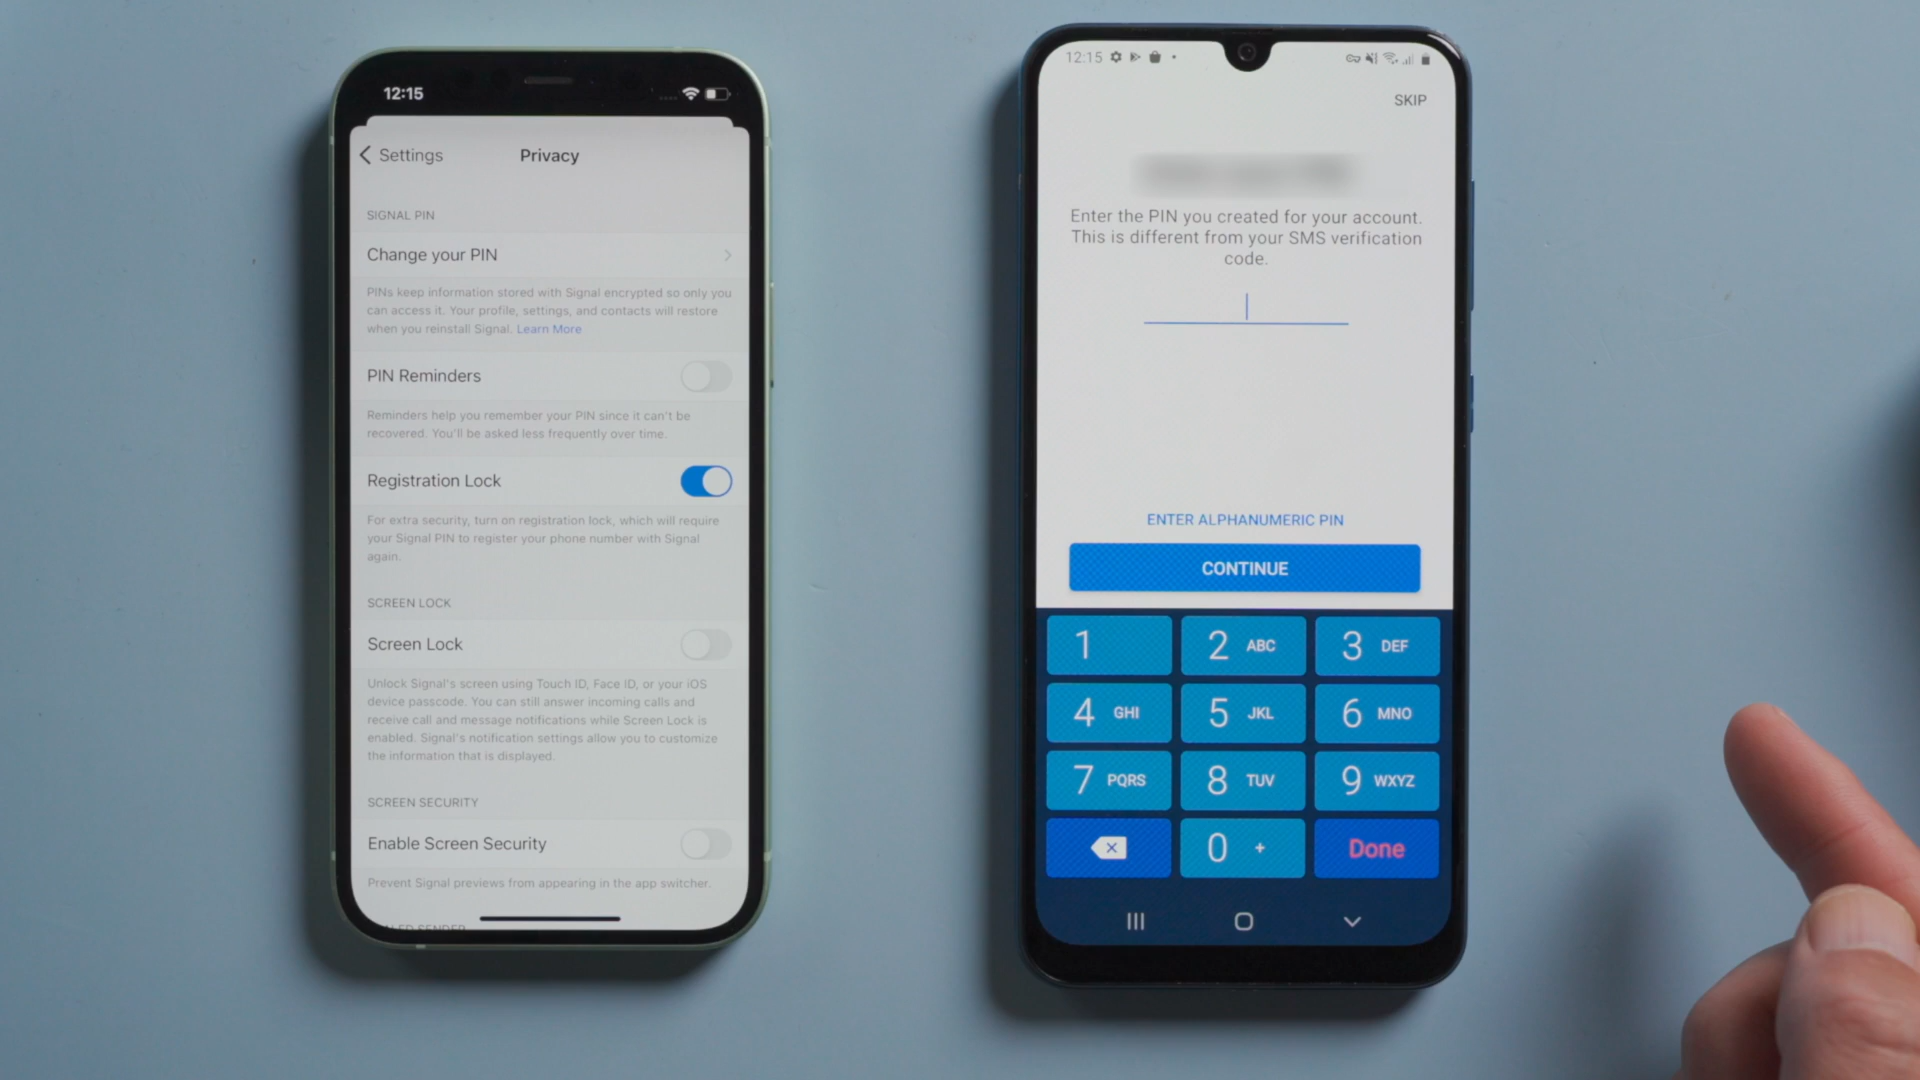 12:15
Settings
Privacy
SIGNAL PIN
Change your PIN
PINs keep information stored with Signal encrypted so only you
can access it. Your profile, settings, and contacts will restore
when you reinstall Signal. Learn More
PIN Reminders
Reminders help you remember your PIN since it can't be
recovered. You'll be asked less frequently over time.
Registration Lock
For extra security, turn on registration lock, which will require
your Signal PIN to register your phone number with Signal
again.
SCREEN LOCK
Screen Lock
Unlock Signal's screen using Touch ID, Face ID, or your iOS
device passcode. You can still answer incoming calls and
receive call and message notifications while Screen Lock is
enabled. Signal's notification settings allow you to customize
the information that is displayed.
SCREEN SECURITY
Enable Screen Security
Prevent Signal previews from appearing in the app switcher.
SENDER
12:15
SKIP
Enter the PIN you created for your account.
This is different from your SMS verification
code.
ENTER ALPHANUMERIC PIN
CONTINUE
1 2 ABC 3 DEF
4 GHI 5 JKL 6 MNO
7 PQRS 8 TUV 9 WXYZ
0 + Done